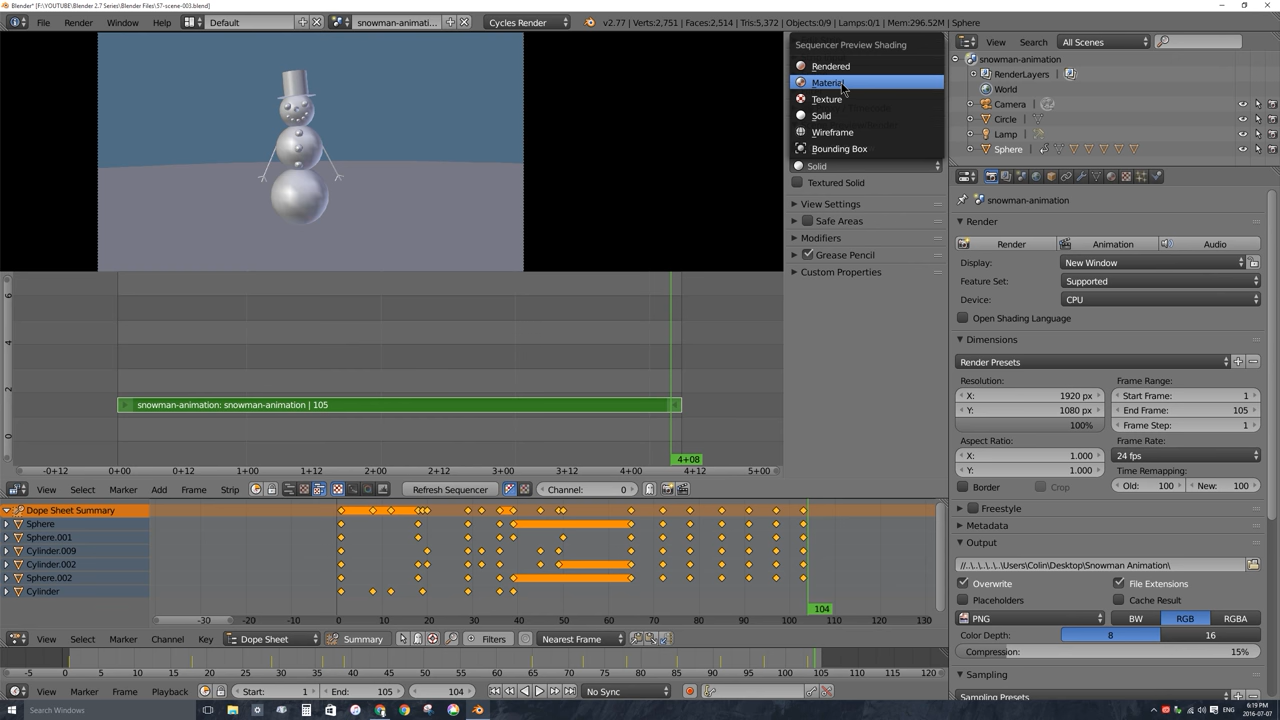 Blender* [F:\YOUTUBE\Blender 2.7 Series\Blender Files\57-scene-003.blend]
File Render Window Help Default snowman-animati... Cycles Render v2.77 | Verts:2,751 | Faces:2,514 | Tris:5,372 | Objects:0/9 | Lamps:0/1 | Mem:296.52M | Sphere
Sequencer Preview Shading
Rendered
Material
Texture
Solid
Wireframe
Bounding Box
Solid
Textured Solid
View Settings
Safe Areas
Modifiers
Grease Pencil
Custom Properties
View Search All Scenes
snowman-animation
RenderLayers
World
Camera
Circle
Lamp
Sphere
snowman-animation
Render
Render Animation Audio
Display: New Window
Feature Set: Supported
Device: CPU
Open Shading Language
Dimensions
Render Presets
Resolution: Frame Range:
X: 1920 px Start Frame: 1
Y: 1080 px End Frame: 105
100% Frame Step: 1
Aspect Ratio: Frame Rate:
X: 1.000 24 fps
Y: 1.000 Time Remapping:
Border Crop Old: 100 New: 100
Freestyle
Metadata
Output
//..\..\..\..\..\Users\Colin\Desktop\Snowman Animation\
Overwrite File Extensions
Placeholders Cache Result
PNG BW RGB RGBA
Color Depth: 8 16
Compression: 15%
Sampling
Sampling Presets
6
4
2
0
snowman-animation: snowman-animation | 105
4+08
-0+12 0+00 0+12 1+00 1+12 2+00 2+12 3+00 3+12 4+00 4+12 5+00
View Select Marker Add Frame Strip Refresh Sequencer Channel: 0
Dope Sheet Summary
Sphere
Sphere.001
Cylinder.009
Cylinder.002
Sphere.002
Cylinder
104
-30 -20 -10 0 10 20 30 40 50 60 70 80 90 100 110 120 130
View Select Marker Channel Key Dope Sheet Summary Filters Nearest Frame
-5 0 5 10 15 20 25 30 35 40 45 50 55 60 65 70 75 80 85 90 95 100 105 110 115 120 125 130
View Marker Frame Playback Start: 1 End: 105 104 No Sync
Search Windows ENG 6:19 PM
2016-07-07